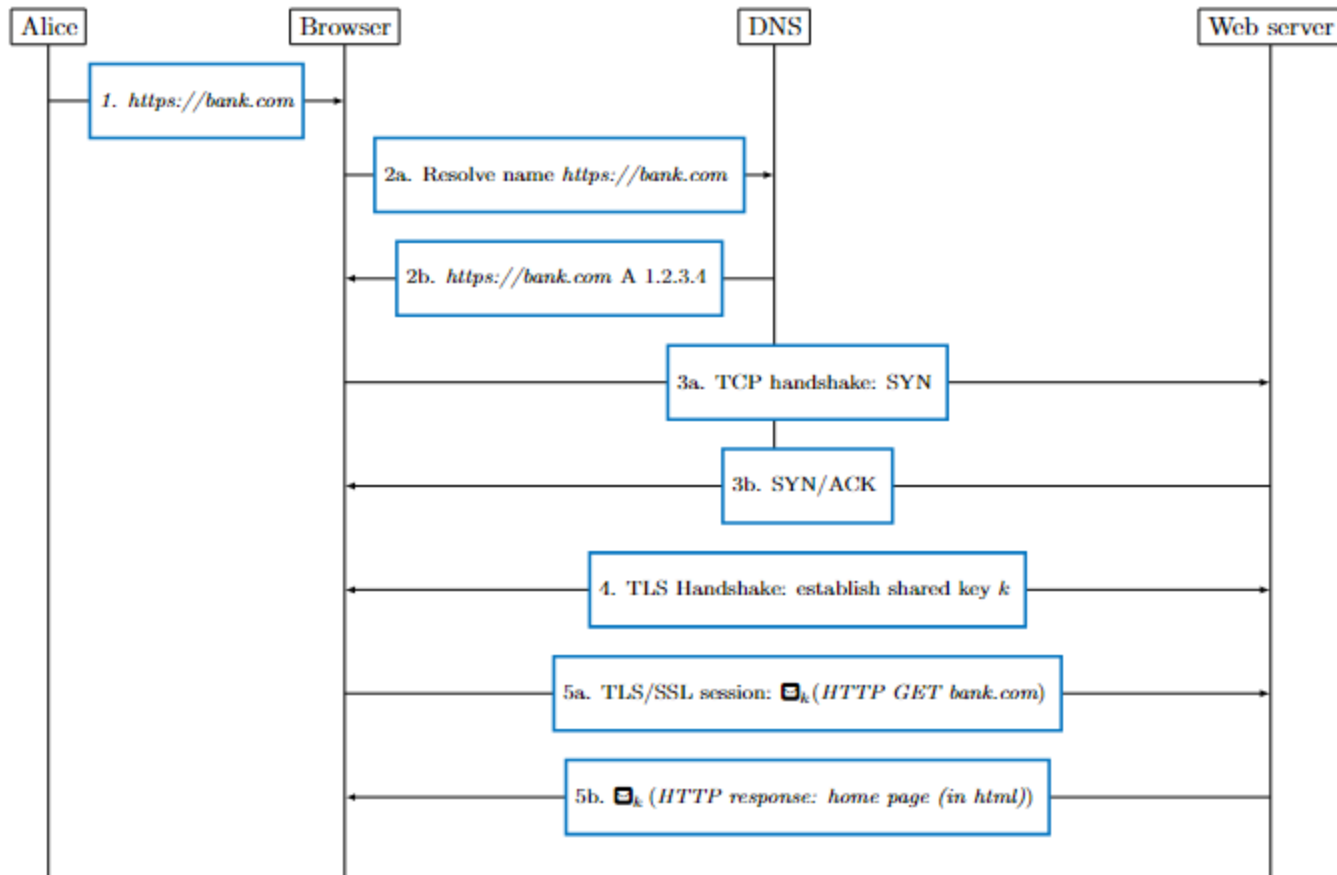 Alice
Browser
DNS
Web server
1. https://bank.com
2a. Resolve name https://bank.com
2b. https://bank.com A 1.2.3.4
3a. TCP handshake: SYN
3b. SYN/ACK
4. TLS Handshake: establish shared key k
5a. TLS/SSL session: k(HTTP GET bank.com)
5b. k (HTTP response: home page (in html))